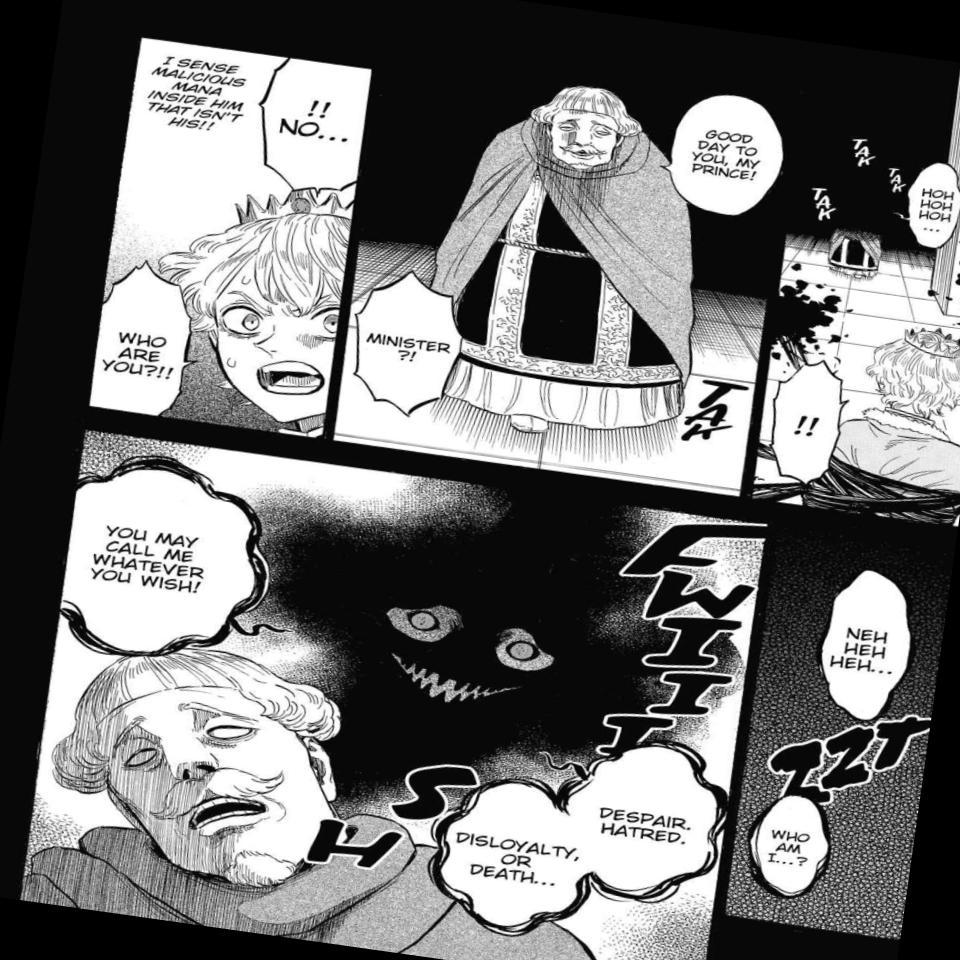 HOH
HOH
HOH
...
TAK
TAK
TAK
!!
GOOD
DAY TO
YOU, MY
PRINCE!
MINISTER
?!
TAK
!!
NO...
I SENSE
MALICIOUS
MANA
INSIDE HIM
THAT ISN'T
HIS!!
WHO
ARE
YOU?!!
NEH
HEH
HEH...
ZZT
WHO
AM
I...?
FWIII
DESPAIR.
HATRED.
DISLOYALTY,
OR
DEATH...
SH
YOU MAY
CALL ME
WHATEVER
YOU WISH!